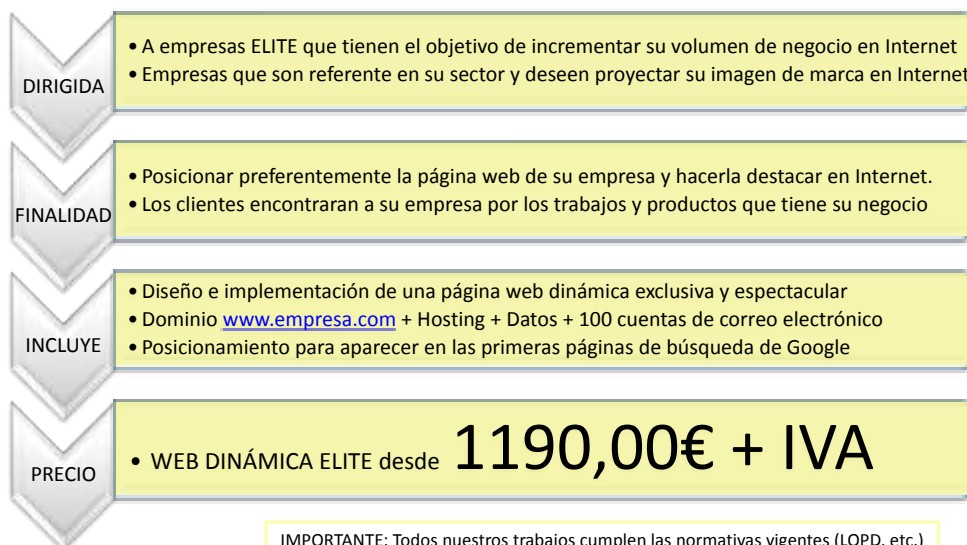 DIRIGIDA
• A empresas ELITE que tienen el objetivo de incrementar su volumen de negocio en Internet
• Empresas que son referente en su sector y deseen proyectar su imagen de marca en Internet
FINALIDAD
• Posicionar preferentemente la página web de su empresa y hacerla destacar en Internet.
• Los clientes encontraran a su empresa por los trabajos y productos que tiene su negocio
INCLUYE
• Diseño e implementación de una página web dinámica exclusiva y espectacular
• Dominio www.empresa.com + Hosting + Datos + 100 cuentas de correo electrónico
• Posicionamiento para aparecer en las primeras páginas de búsqueda de Google
PRECIO
• WEB DINÁMICA ELITE desde 1190,00€ + IVA
IMPORTANTE: Todos nuestros trabajos cumplen las normativas vigentes (LOPD, etc.)